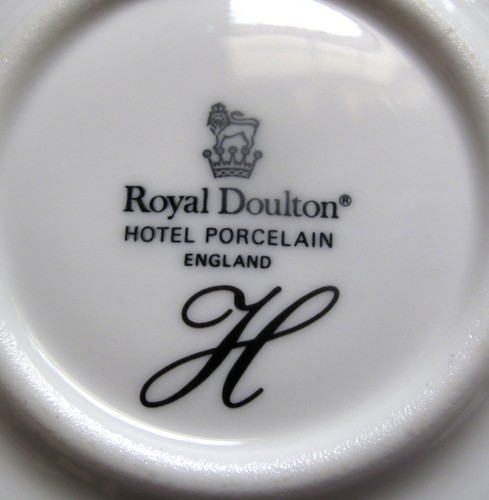 Royal Doulton®
HOTEL PORCELAIN
ENGLAND
H